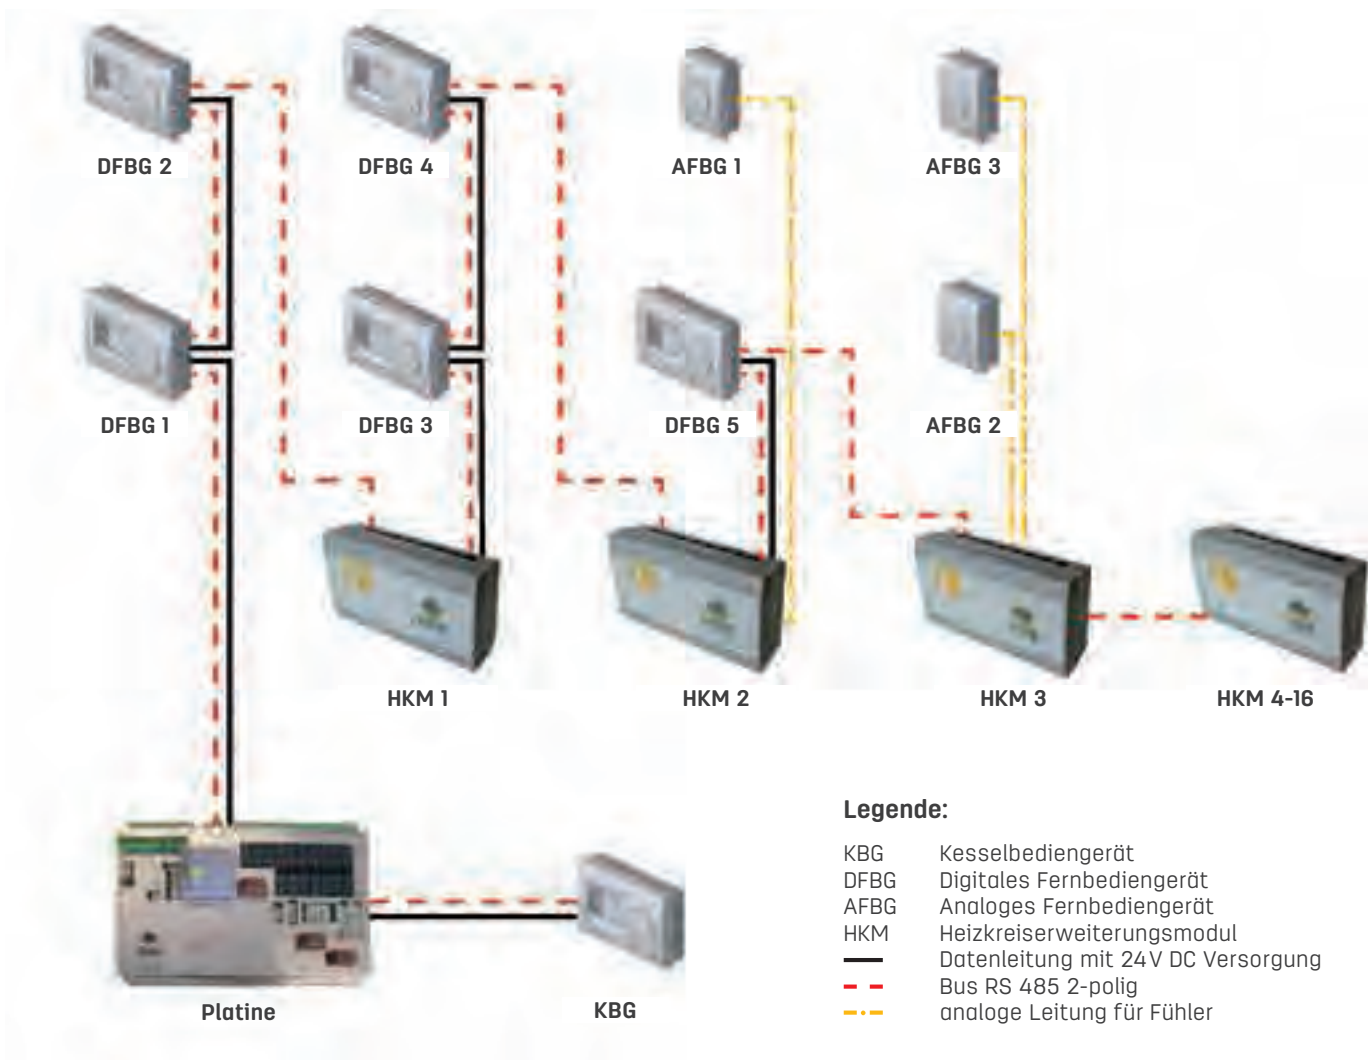 DFBG 2
DFBG 4
AFBG 1
AFBG 3
DFBG 1
DFBG 3
DFBG 5
AFBG 2
HKM 1
HKM 2
HKM 3
HKM 4-16
Platine
KBG
Legende:
KBG Kesselbediengerät
DFBG Digitales Fernbediengerät
AFBG Analoges Fernbediengerät
HKM Heizkreiserweiterungsmodul
Datenleitung mit 24V DC Versorgung
Bus RS 485 2-polig
analoge Leitung für Fühler